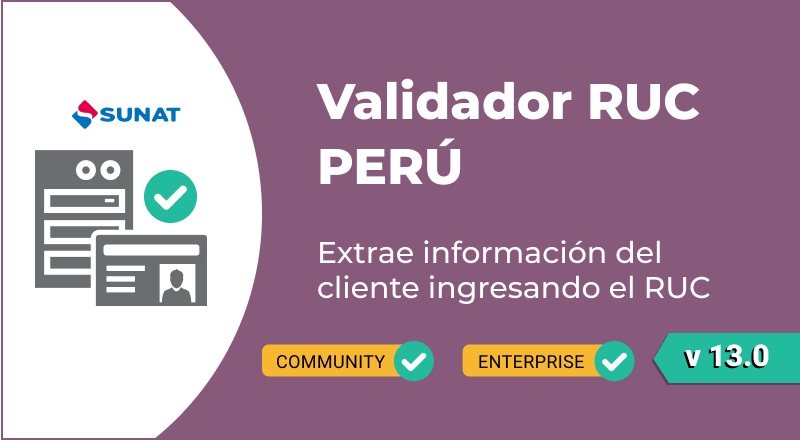 SUNAT
Validador RUC
PERÚ
Extrae información del
cliente ingresando el RUC
COMMUNITY
ENTERPRISE
v 13.0